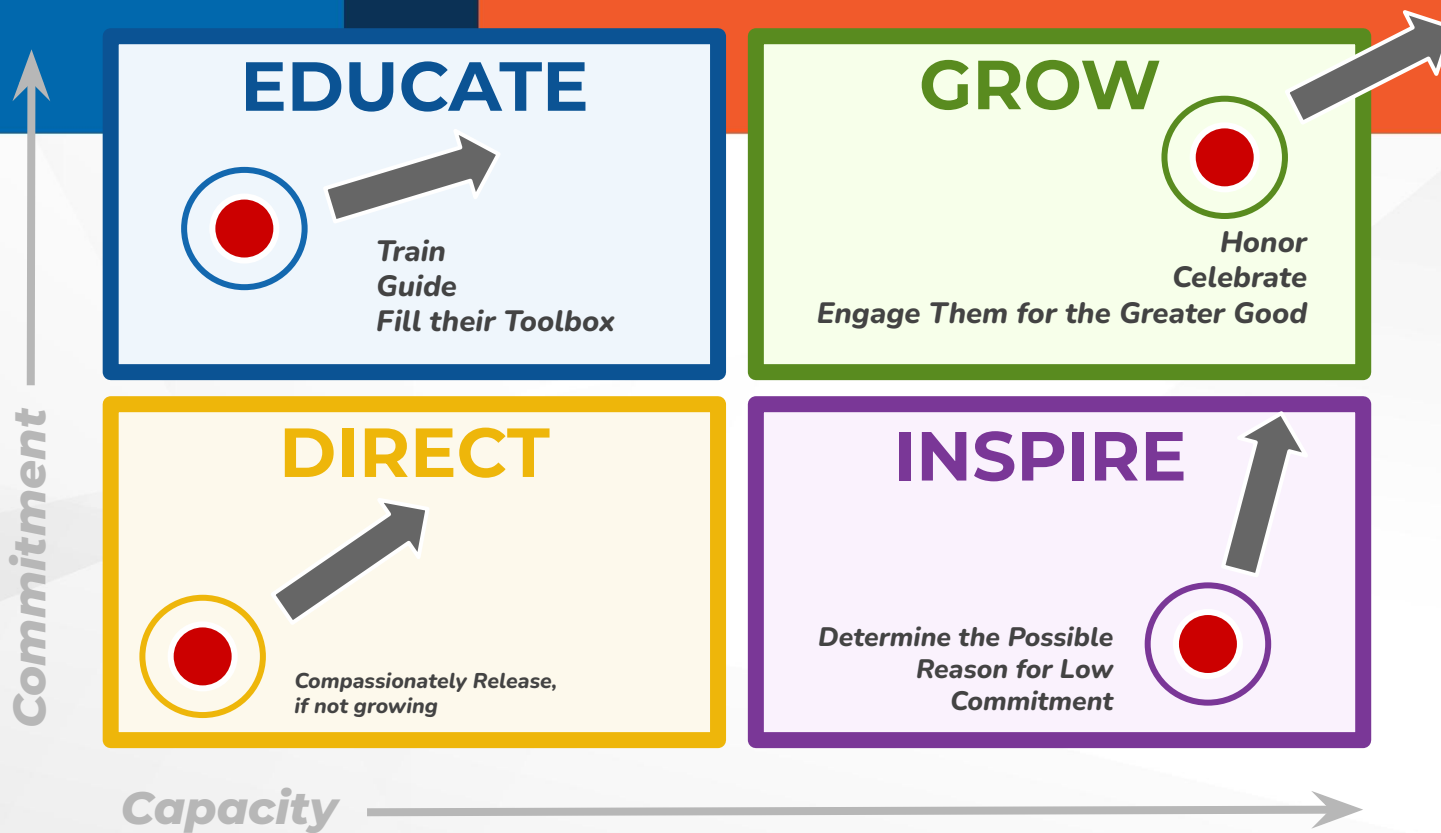 EDUCATE
Train
Guide
Fill their Toolbox
GROW
Honor
Celebrate
Engage Them for the Greater Good
DIRECT
Compassionately Release,
if not growing
INSPIRE
Determine the Possible
Reason for Low
Commitment
Commitment
Capacity